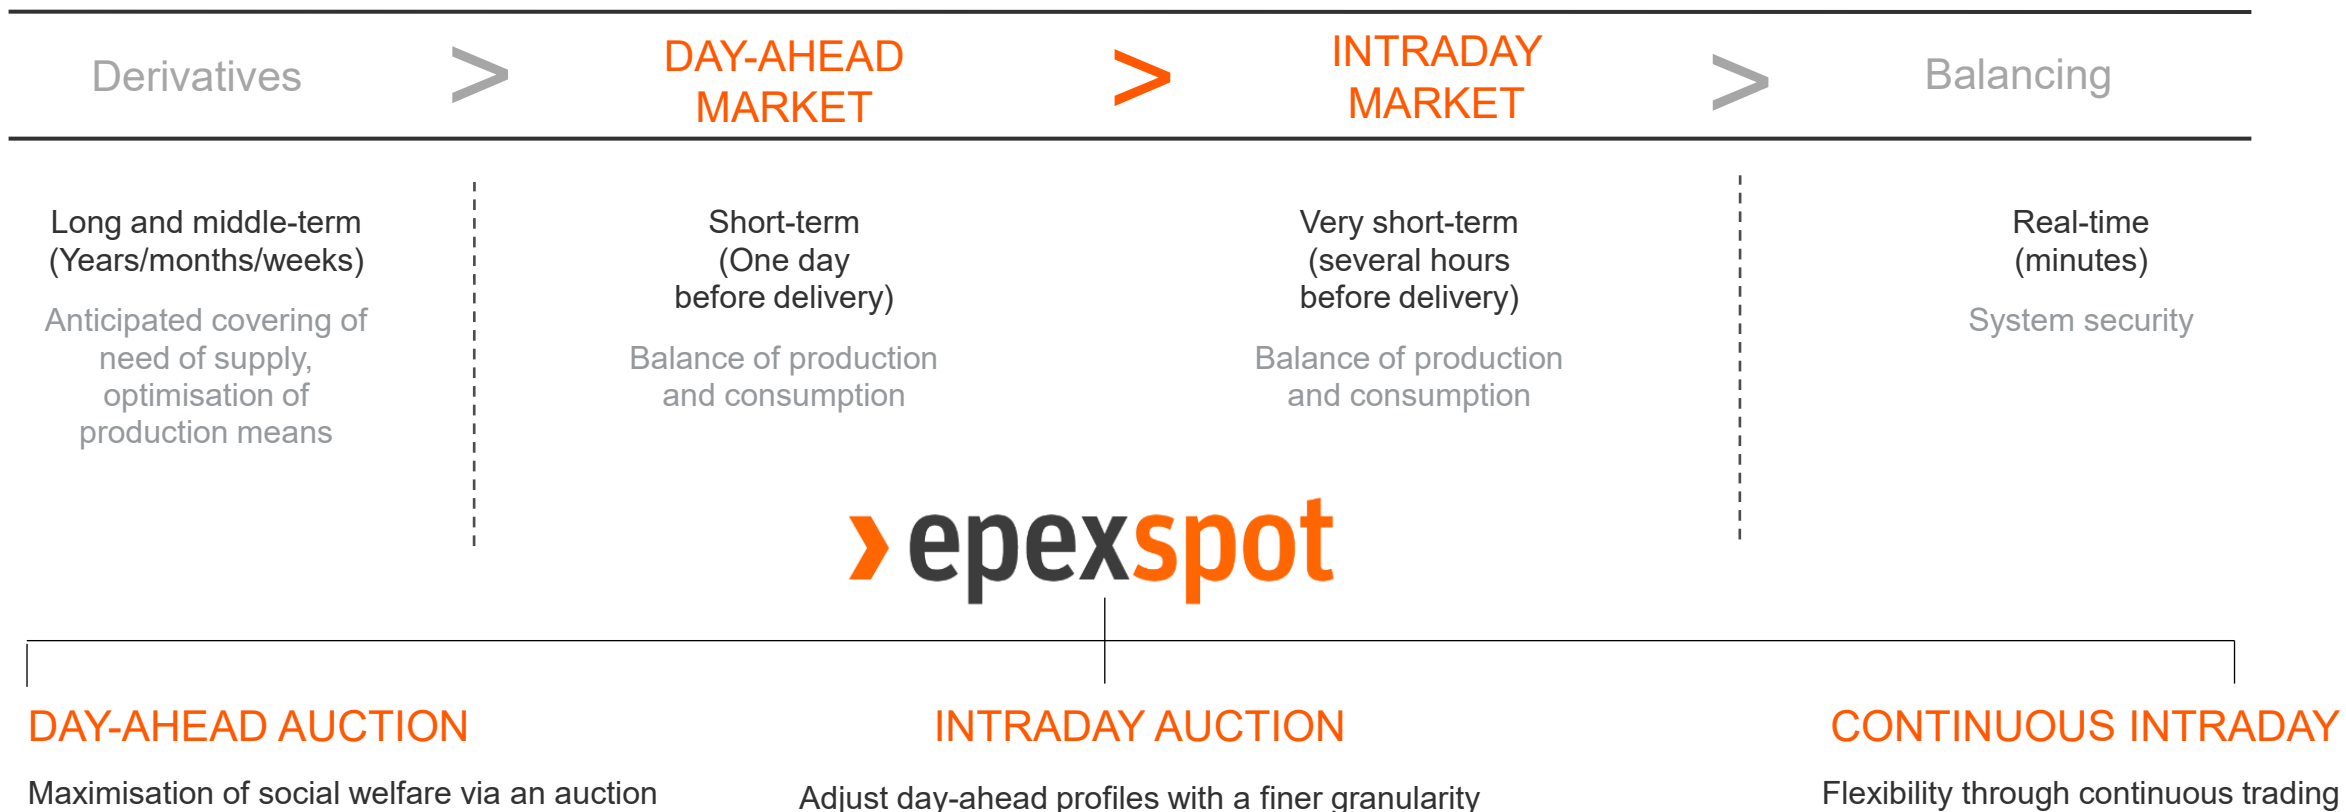 Derivatives
>
DAY-AHEAD
MARKET
>
INTRADAY
MARKET
>
Balancing
Long and middle-term
(Years/months/weeks)
Anticipated covering of
need of supply,
optimisation of
production means
Short-term
(One day
before delivery)
Balance of production
and consumption
Very short-term
(several hours
before delivery)
Balance of production
and consumption
Real-time
(minutes)
System security
epexspot
DAY-AHEAD AUCTION
Maximisation of social welfare via an auction
INTRADAY AUCTION
Adjust day-ahead profiles with a finer granularity
CONTINUOUS INTRADAY
Flexibility through continuous trading